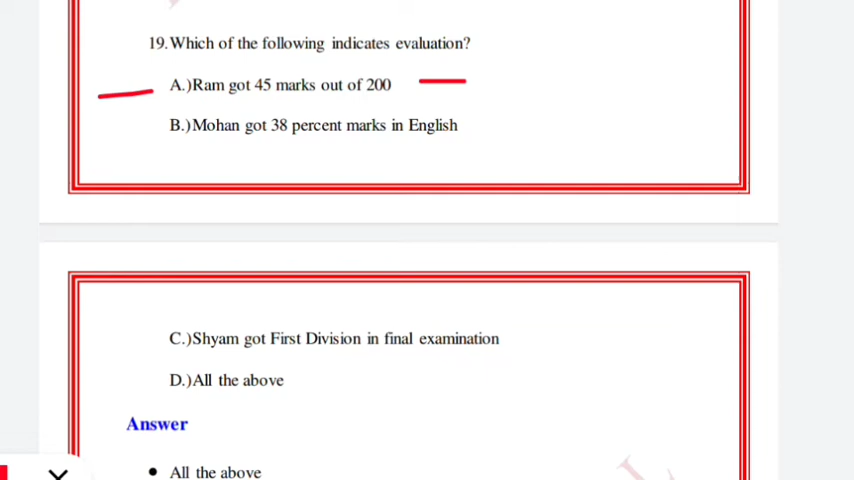 19.Which of the following indicates evaluation?
A.)Ram got 45 marks out of 200
B.)Mohan got 38 percent marks in English
C.)Shyam got First Division in final examination
D.)All the above
Answer
• All the above